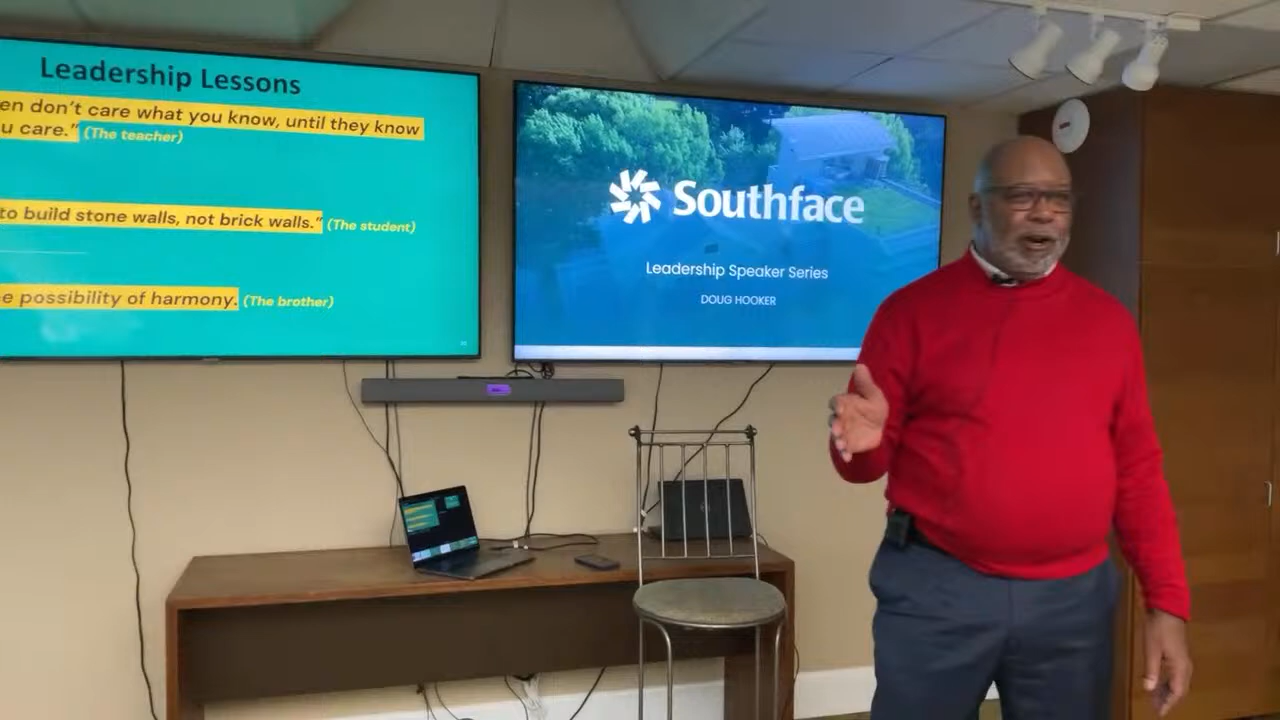 Leadership Lessons
en don't care what you know, until they know
u care." (The teacher)
to build stone walls, not brick walls." (The student)
e possibility of harmony. (The brother)
Southface
Leadership Speaker Series
DOUG HOOKER